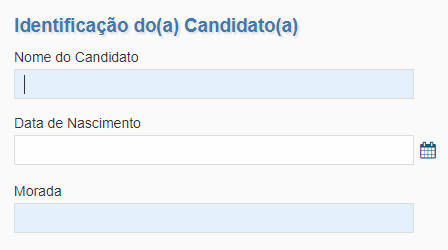 Identificação do(a) Candidato(a)
Nome do Candidato
Data de Nascimento
Morada